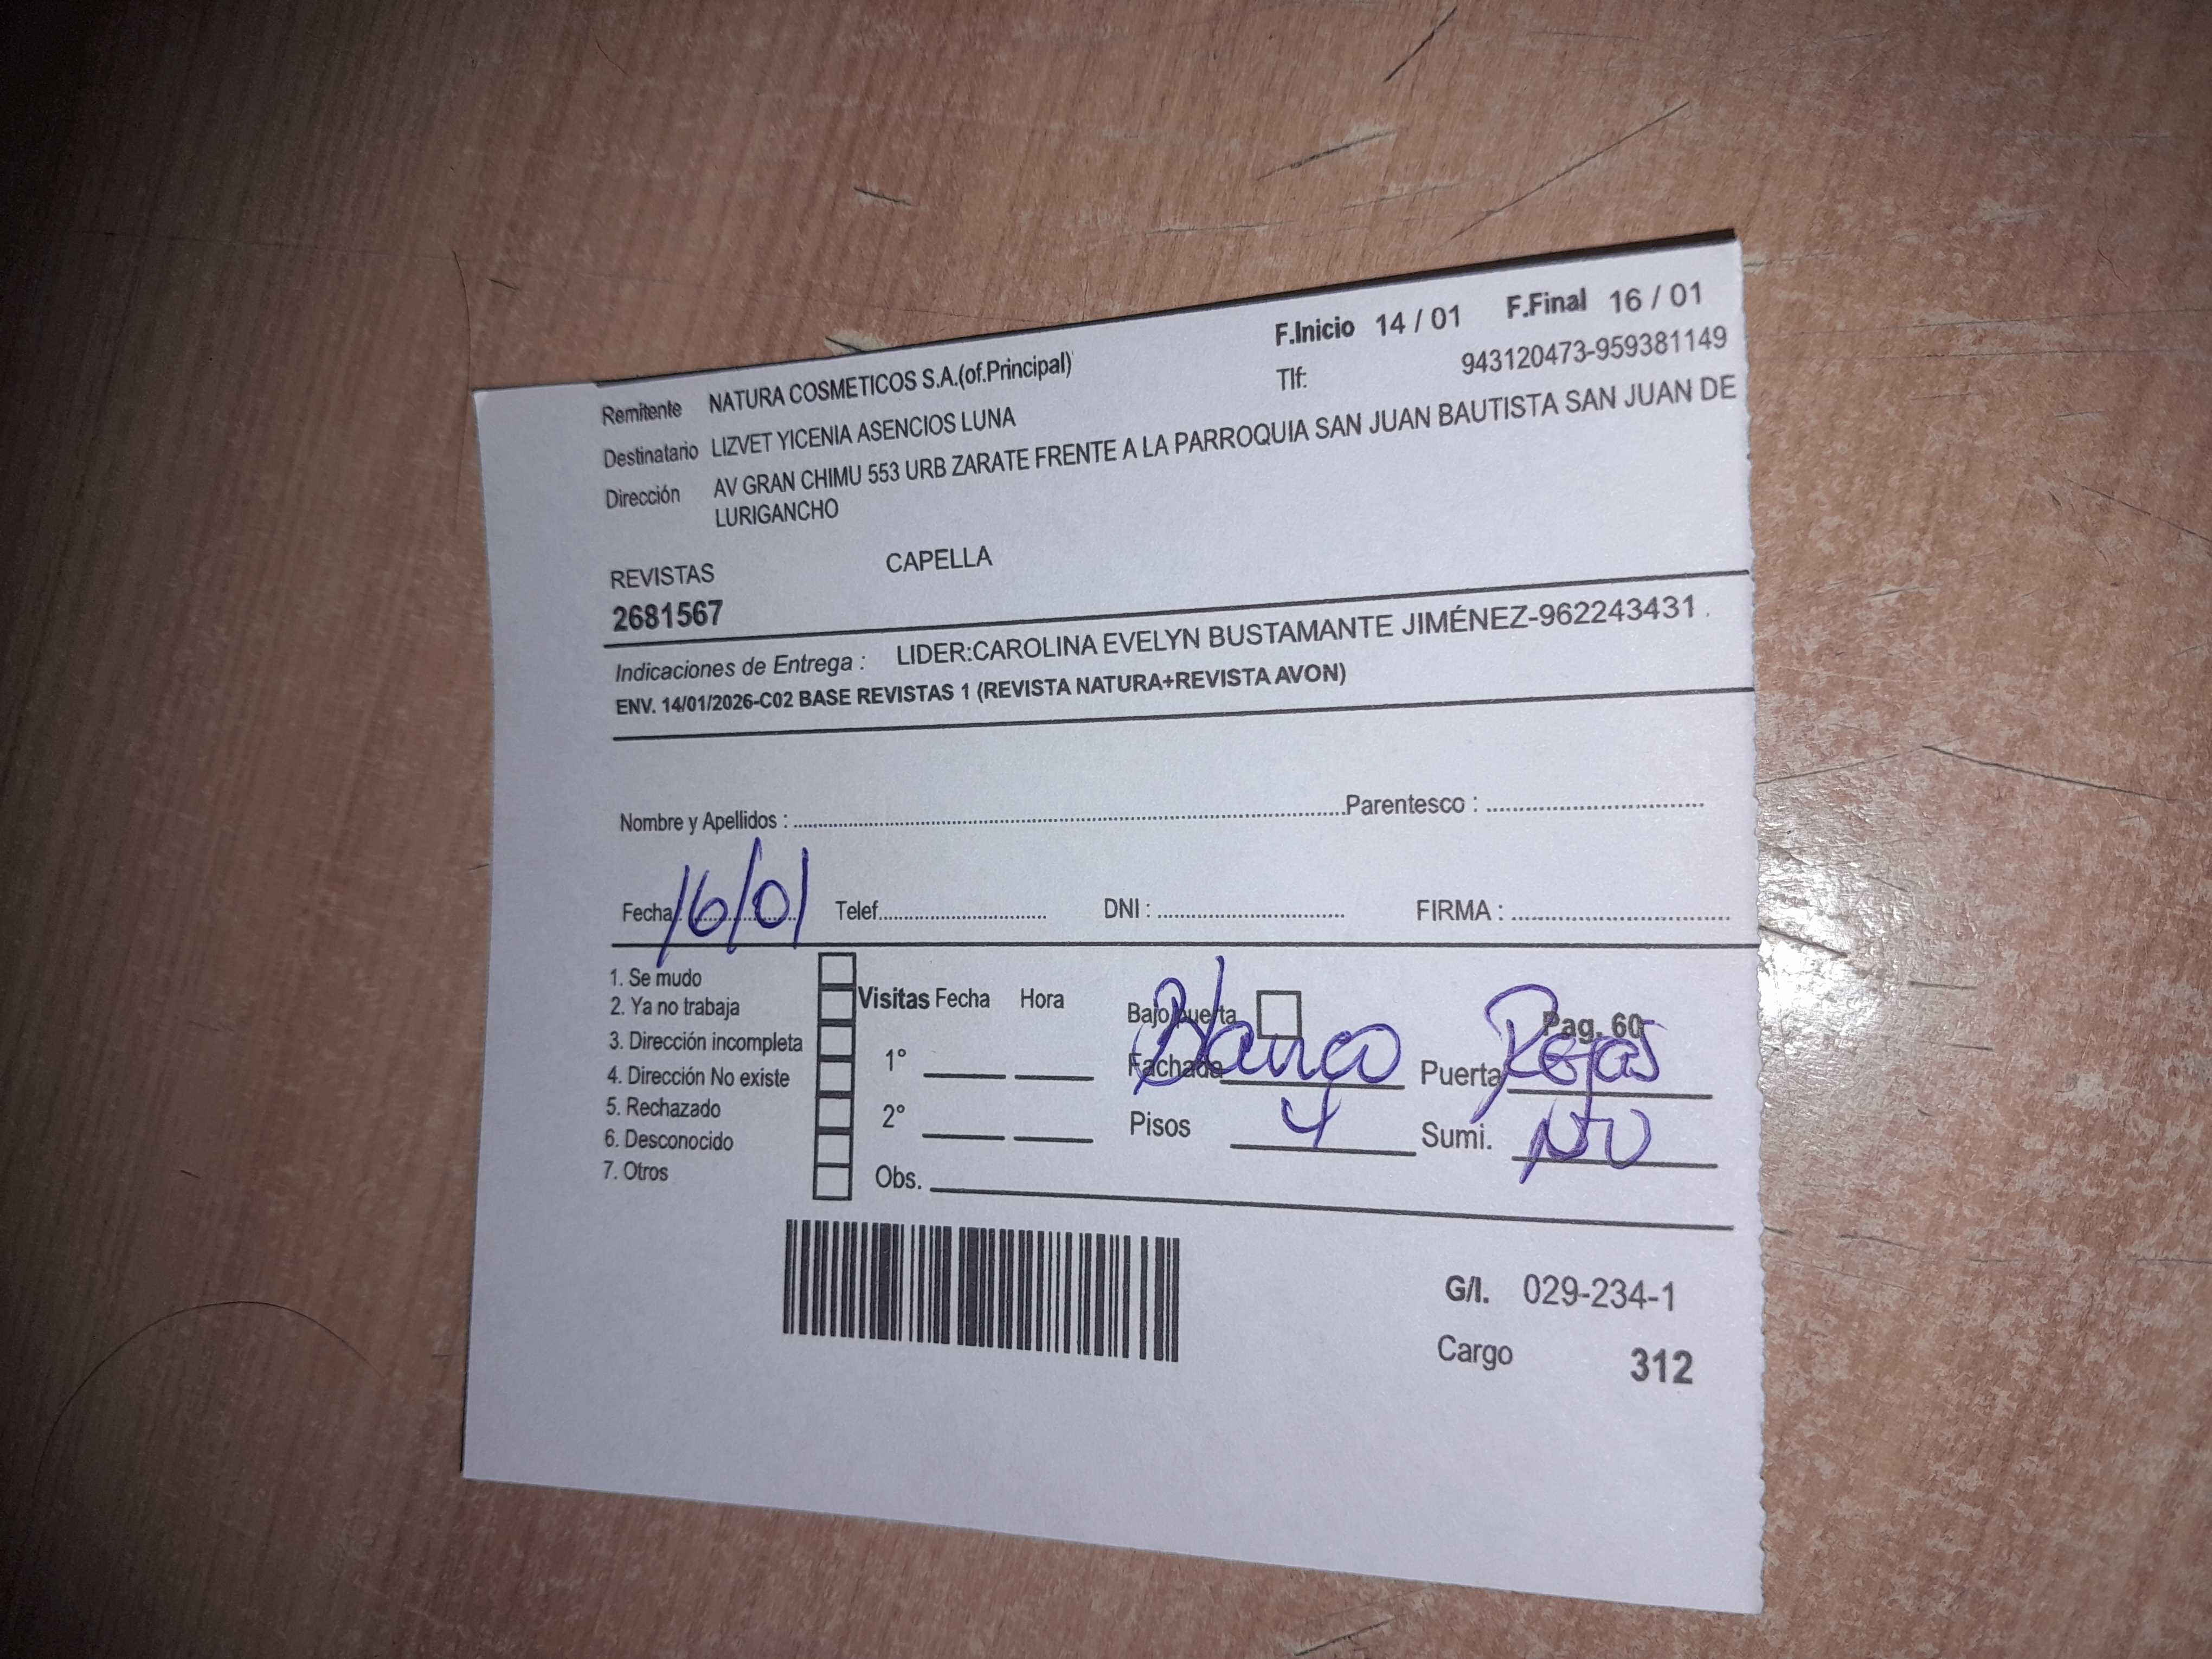 F.Inicio 14 / 01 F.Final 16 / 01
Remitente NATURA COSMETICOS S.A.(of.Principal) Tlf: 943120473-959381149
Destinatario LIZVET YICENIA ASENCIOS LUNA
Dirección AV GRAN CHIMU 553 URB ZARATE FRENTE A LA PARROQUIA SAN JUAN BAUTISTA SAN JUAN DE
LURIGANCHO
REVISTAS CAPELLA
2681567
Indicaciones de Entrega : LIDER:CAROLINA EVELYN BUSTAMANTE JIMÉNEZ-962243431 .
ENV. 14/01/2026-C02 BASE REVISTAS 1 (REVISTA NATURA+REVISTA AVON)
Nombre y Apellidos : Parentesco :
Fecha 16/01 Telef. DNI : FIRMA :
1. Se mudo
2. Ya no trabaja Visitas Fecha Hora Bajo puerta Pag. 60
3. Dirección incompleta
4. Dirección No existe 1° Fachada Blanco Puerta Rejas
5. Rechazado 2° Pisos 4 Sumi. NO
6. Desconocido
7. Otros Obs.
G/I. 029-234-1
Cargo 312